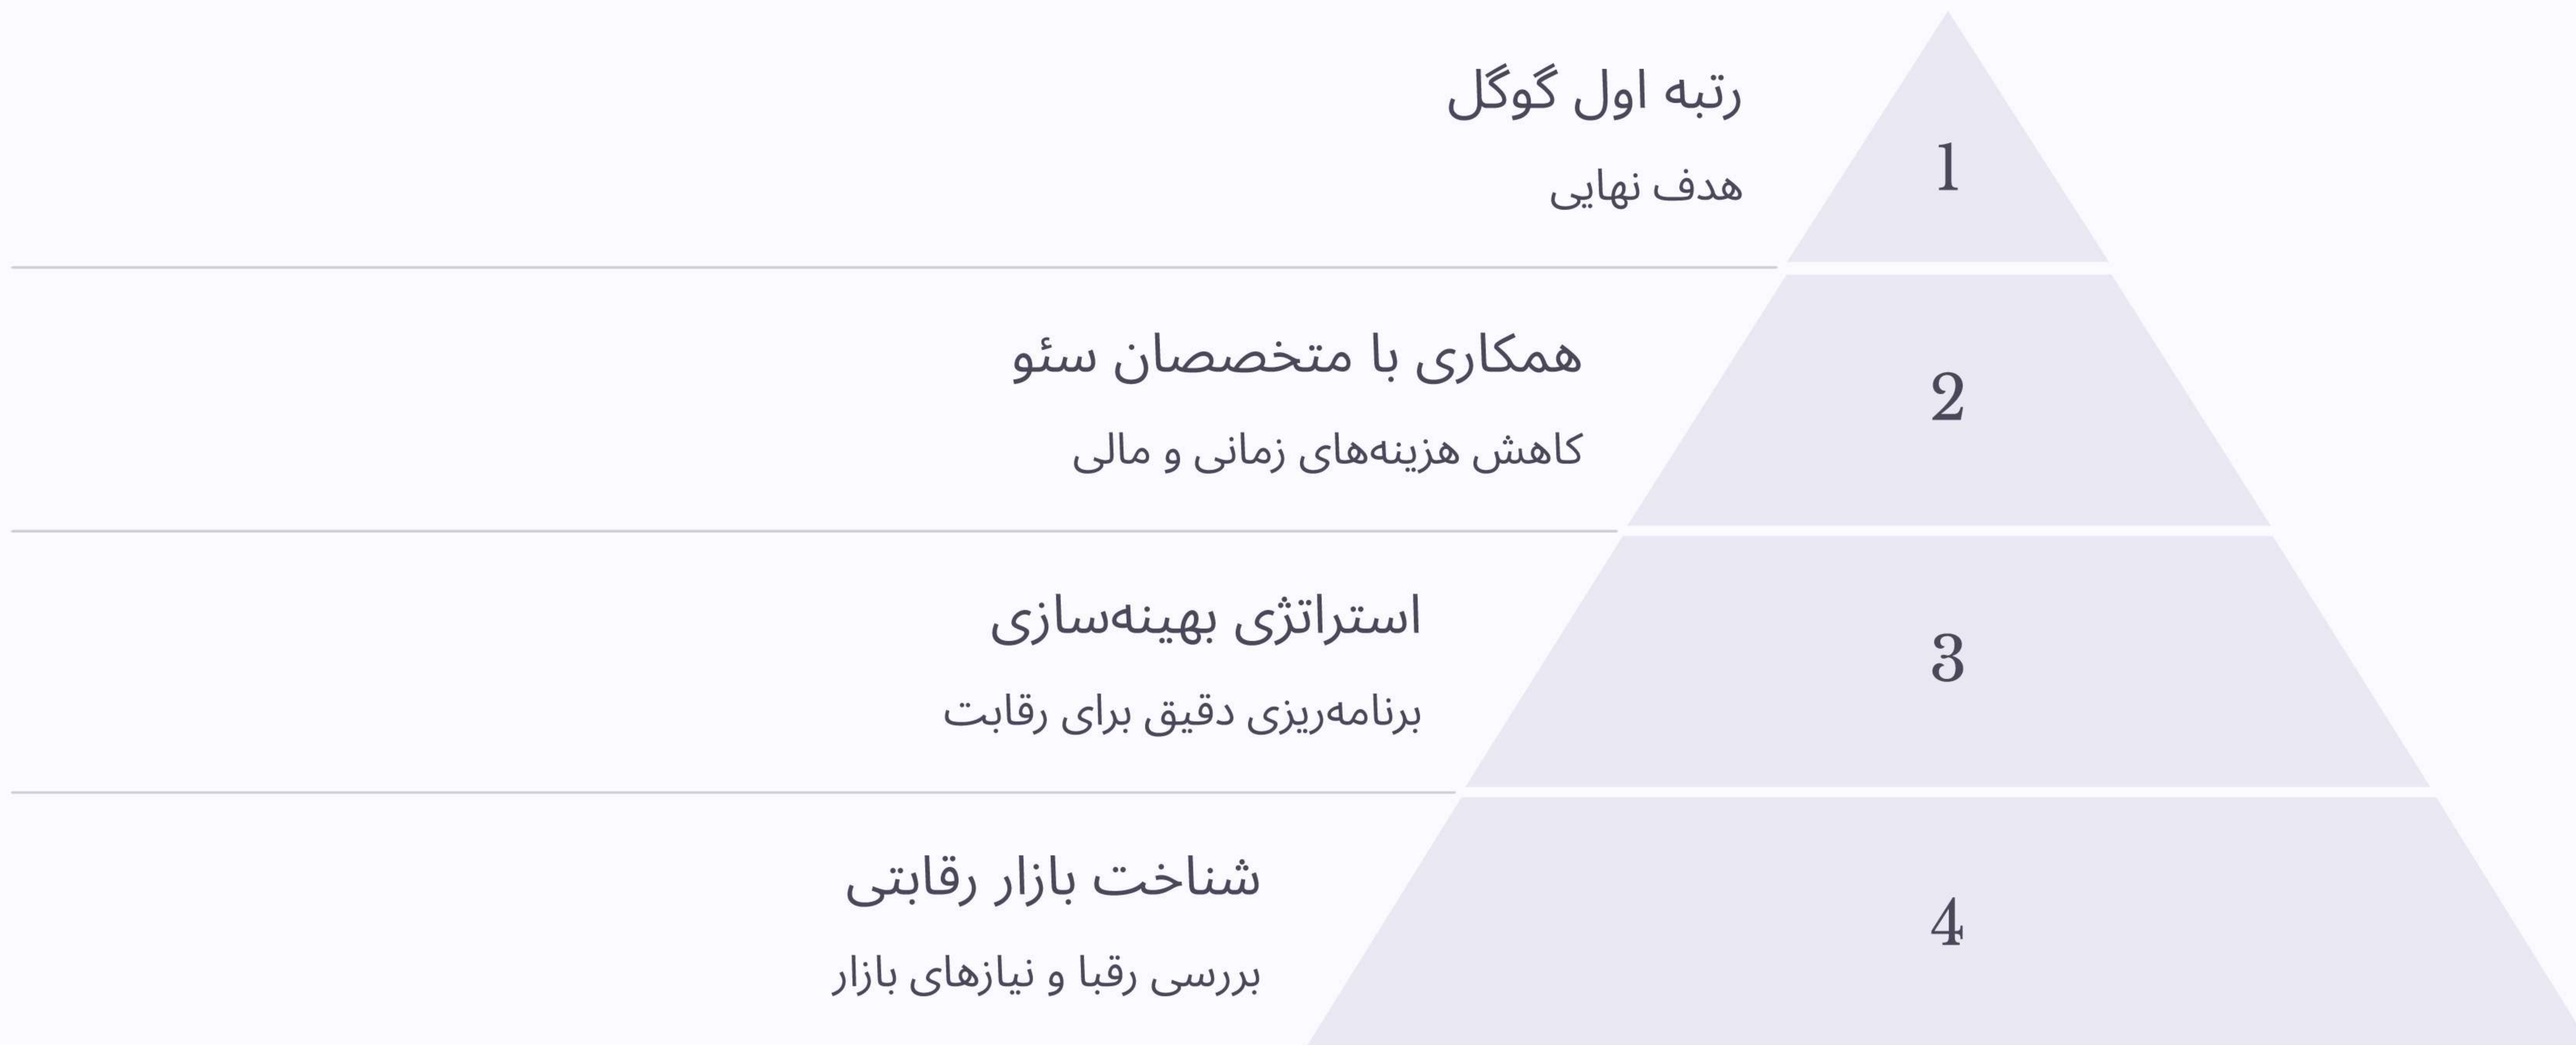 رتبه اول گوگل
هدف نهایی
1
همکاری با متخصصان سئو
کاهش هزینه‌های زمانی و مالی
2
استراتژی بهینه‌سازی
برنامه‌ریزی دقیق برای رقابت
3
شناخت بازار رقابتی
بررسی رقبا و نیازهای بازار
4